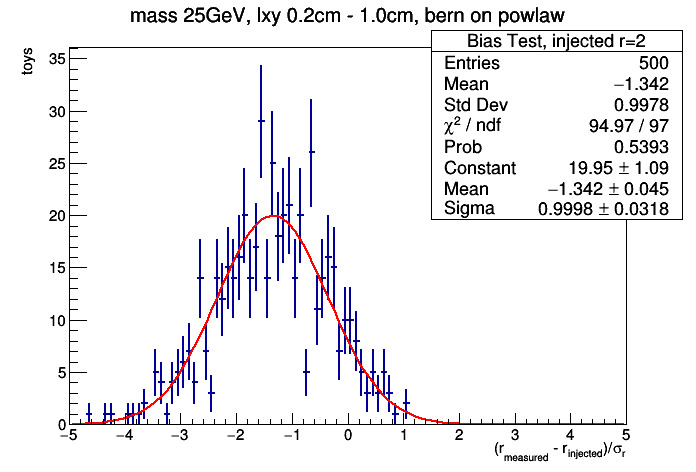 mass 25GeV, lxy 0.2cm - 1.0cm, bern on powlaw
toys
Bias Test, injected r=2
Entries 500
Mean −1.342
Std Dev 0.9978
χ² / ndf 94.97 / 97
Prob 0.5393
Constant 19.95 ± 1.09
Mean −1.342 ± 0.045
Sigma 0.9998 ± 0.0318
35
30
25
20
15
10
5
0
−5 −4 −3 −2 −1 0 1 2 3 4 5
(r_measured - r_injected)/σ_r